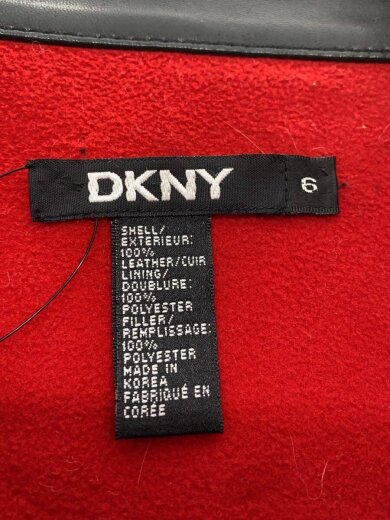 DKNY 6
SHELL/
EXTERIEUR:
100%
LEATHER/CUIR
LINING/
DOUBLURE:
100%
POLYESTER
FILLER/
REMPLISSAGE:
100%
POLYESTER
MADE IN
KOREA
FABRIQUÉ EN
CORÉE